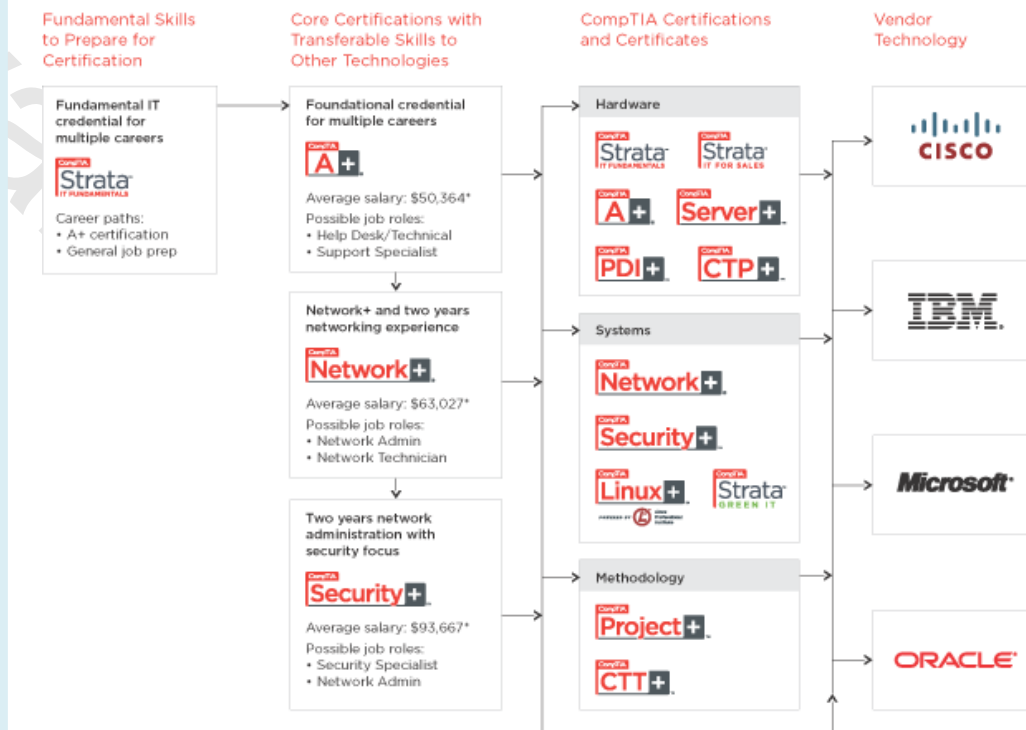 Fundamental Skills
to Prepare for
Certification
Fundamental IT
credential for
multiple careers
CompTIA
Strata
IT FUNDAMENTALS
Career paths:
• A+ certification
• General job prep
Core Certifications with
Transferable Skills to
Other Technologies
Foundational credential
for multiple careers
CompTIA
A+
Average salary: $50,364*
Possible job roles:
• Help Desk/Technical
• Support Specialist
Network+ and two years
networking experience
CompTIA
Network+
Average salary: $63,027*
Possible job roles:
• Network Admin
• Network Technician
Two years network
administration with
security focus
CompTIA
Security+
Average salary: $93,667*
Possible job roles:
• Security Specialist
• Network Admin
CompTIA Certifications
and Certificates
Hardware
CompTIA
Strata
IT FUNDAMENTALS
CompTIA
Strata
IT FOR SALES
CompTIA
A+
CompTIA
Server+
CompTIA
PDI+
CompTIA
CTP+
Systems
CompTIA
Network+
CompTIA
Security+
CompTIA
Linux+
POWERED BY
Linux
Professional
Institute
CompTIA
Strata
GREEN IT
Methodology
CompTIA
Project+
CompTIA
CTT+
Vendor
Technology
CISCO
IBM®
Microsoft®
ORACLE®